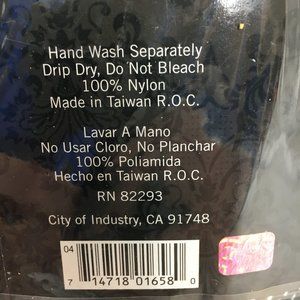 Hand Wash Separately
Drip Dry, Do Not Bleach
100% Nylon
Made in Taiwan R.O.C.
Lavar A Mano
No Usar Cloro, No Planchar
100% Poliamida
Hecho en Taiwan R.O.C.
RN 82293
City of Industry, CA 91748
04
7 14718 01658 0